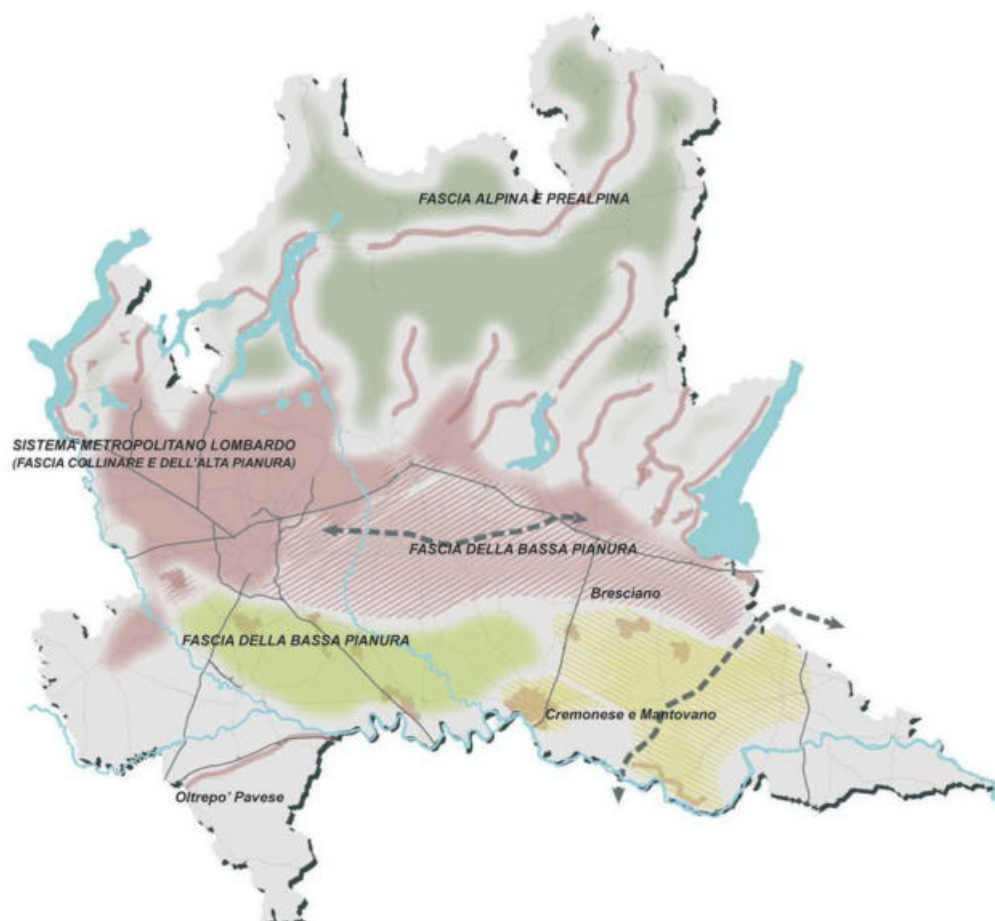 FASCIA ALPINA E PREALPINA
SISTEMA METROPOLITANO LOMBARDO
(FASCIA COLLINARE E DELL'ALTA PIANURA)
FASCIA DELLA BASSA PIANURA
Bresciano
FASCIA DELLA BASSA PIANURA
Cremonese e Mantovano
Oltrepo' Pavese